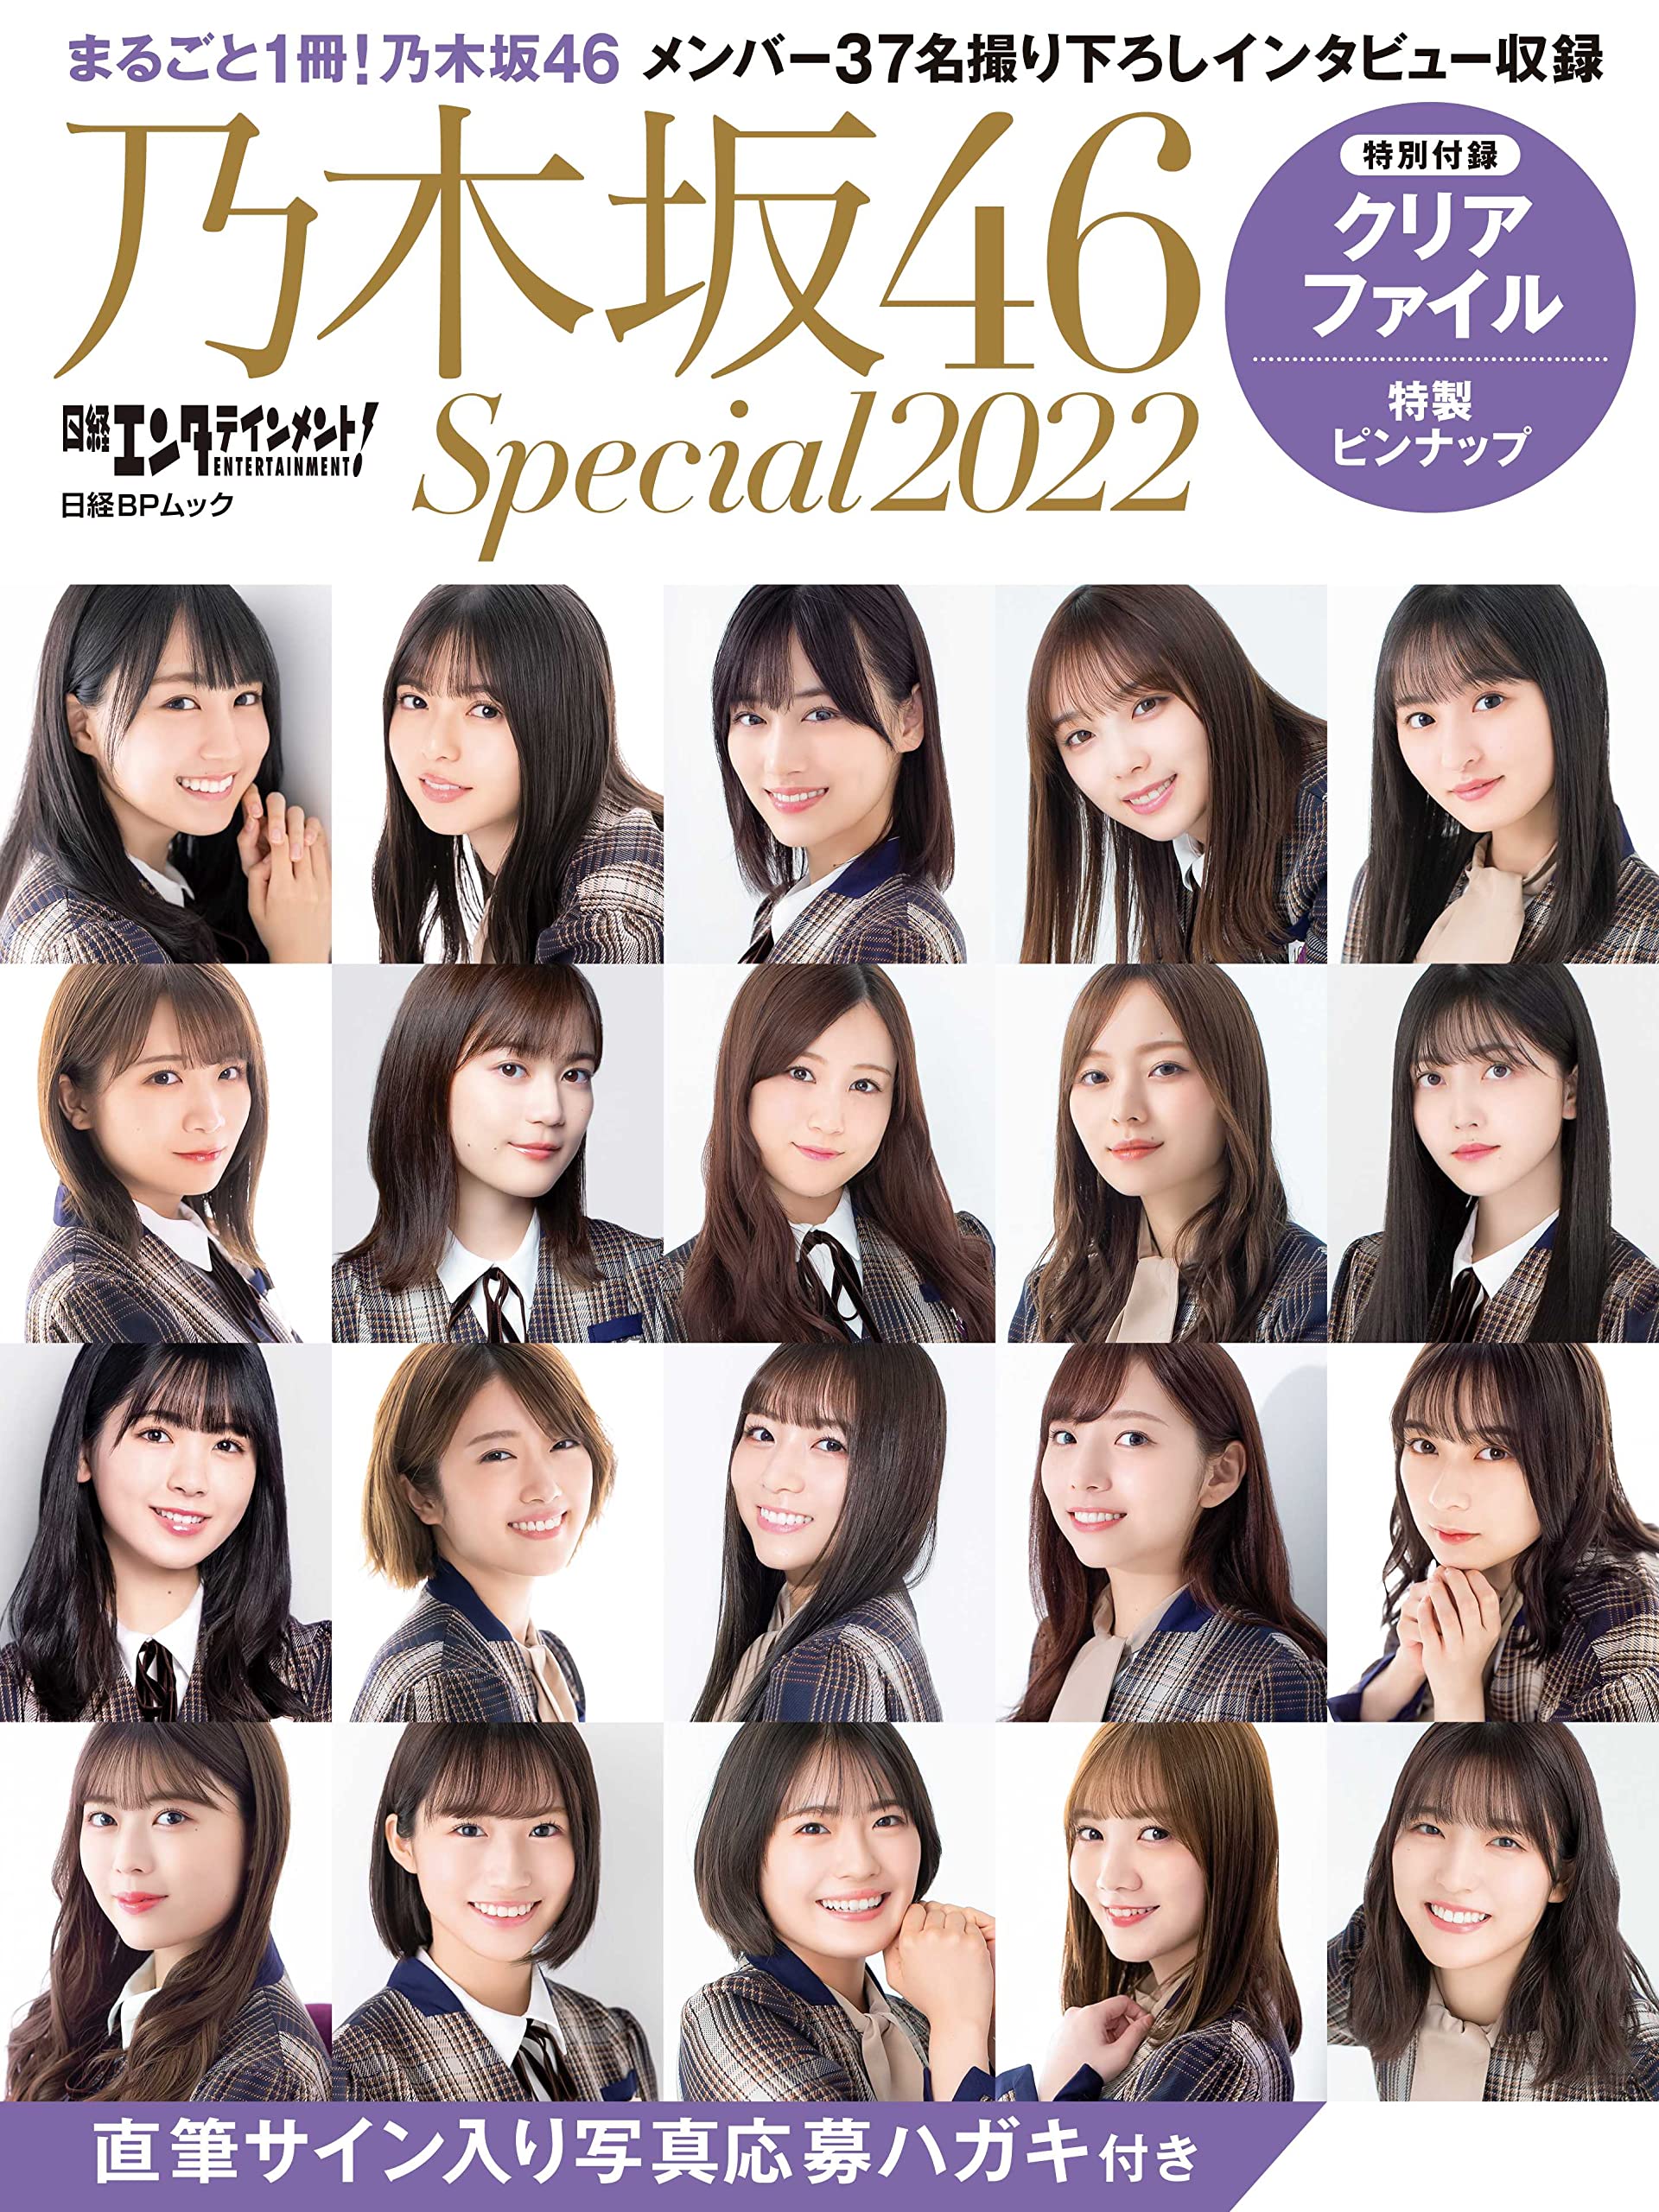 まるごと1冊！乃木坂46 メンバー37名撮り下ろしインタビュー収録
乃木坂46
Special 2022
日経エンタテインメント！
ENTERTAINMENT!
日経BPムック
特別付録
クリア
ファイル
特製
ピンナップ
直筆サイン入り写真応募ハガキ付き